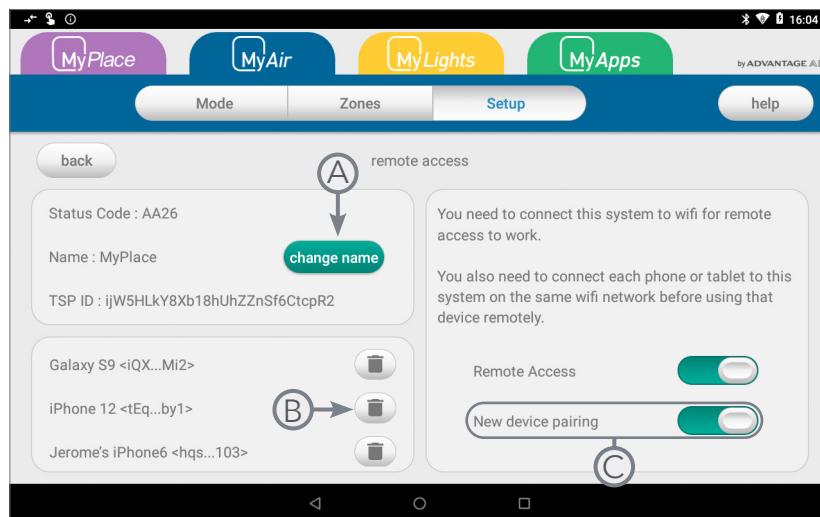 16:04
MyPlace
MyAir
MyLights
MyApps
by ADVANTAGE
Mode
Zones
Setup
help
back
remote access
A
Status Code : AA26
Name : MyPlace
change name
TSP ID : ijW5HLkY8Xb18hUhZZnSf6CtcpR2
Galaxy S9 <iQX...Mi2>
iPhone 12 <tEq...by1>
B
Jerome's iPhone6 <hqs...103>
You need to connect this system to wifi for remote
access to work.
You also need to connect each phone or tablet to this
system on the same wifi network before using that
device remotely.
Remote Access
New device pairing
C